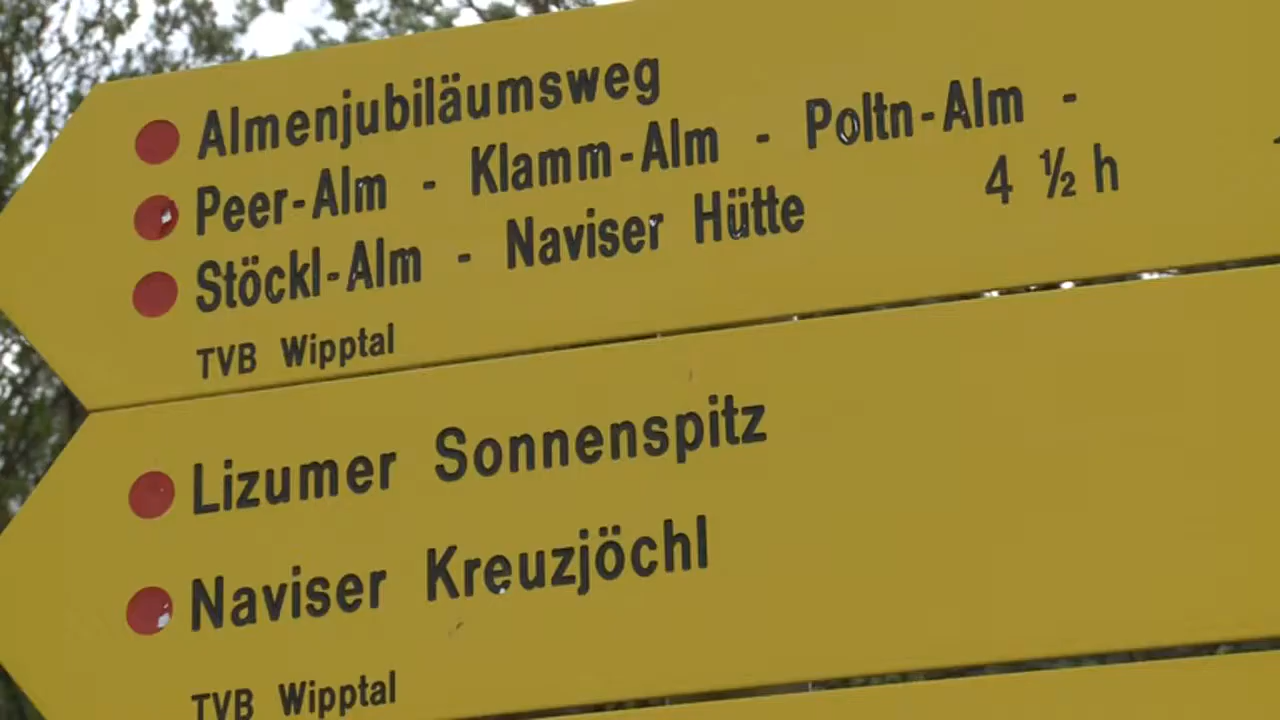 Almenjubiläumsweg
Peer-Alm - Klamm-Alm - Poltn-Alm -
Stöckl-Alm - Naviser Hütte 4 ½ h
TVB Wipptal
Lizumer Sonnenspitz
Naviser Kreuzjöchl
TVB Wipptal